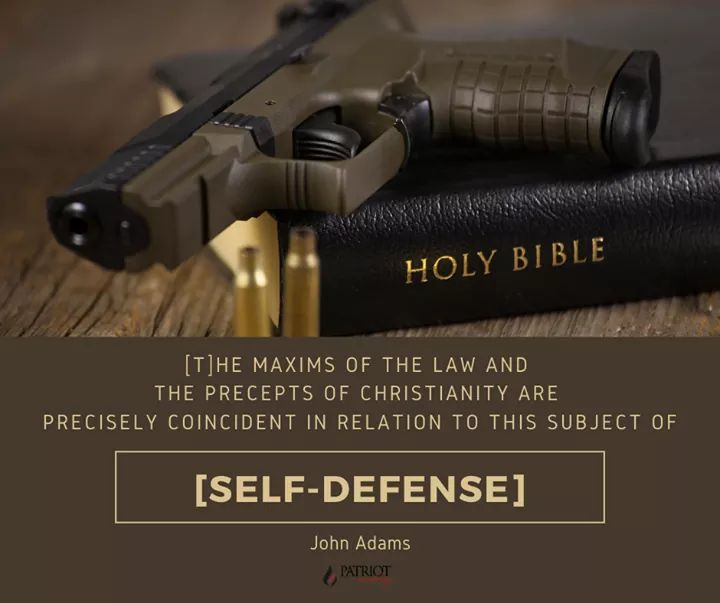 HOLY BIBLE
[T]HE MAXIMS OF THE LAW AND
THE PRECEPTS OF CHRISTIANITY ARE
PRECISELY COINCIDENT IN RELATION TO THIS SUBJECT OF
[SELF-DEFENSE]
John Adams
PATRIOT